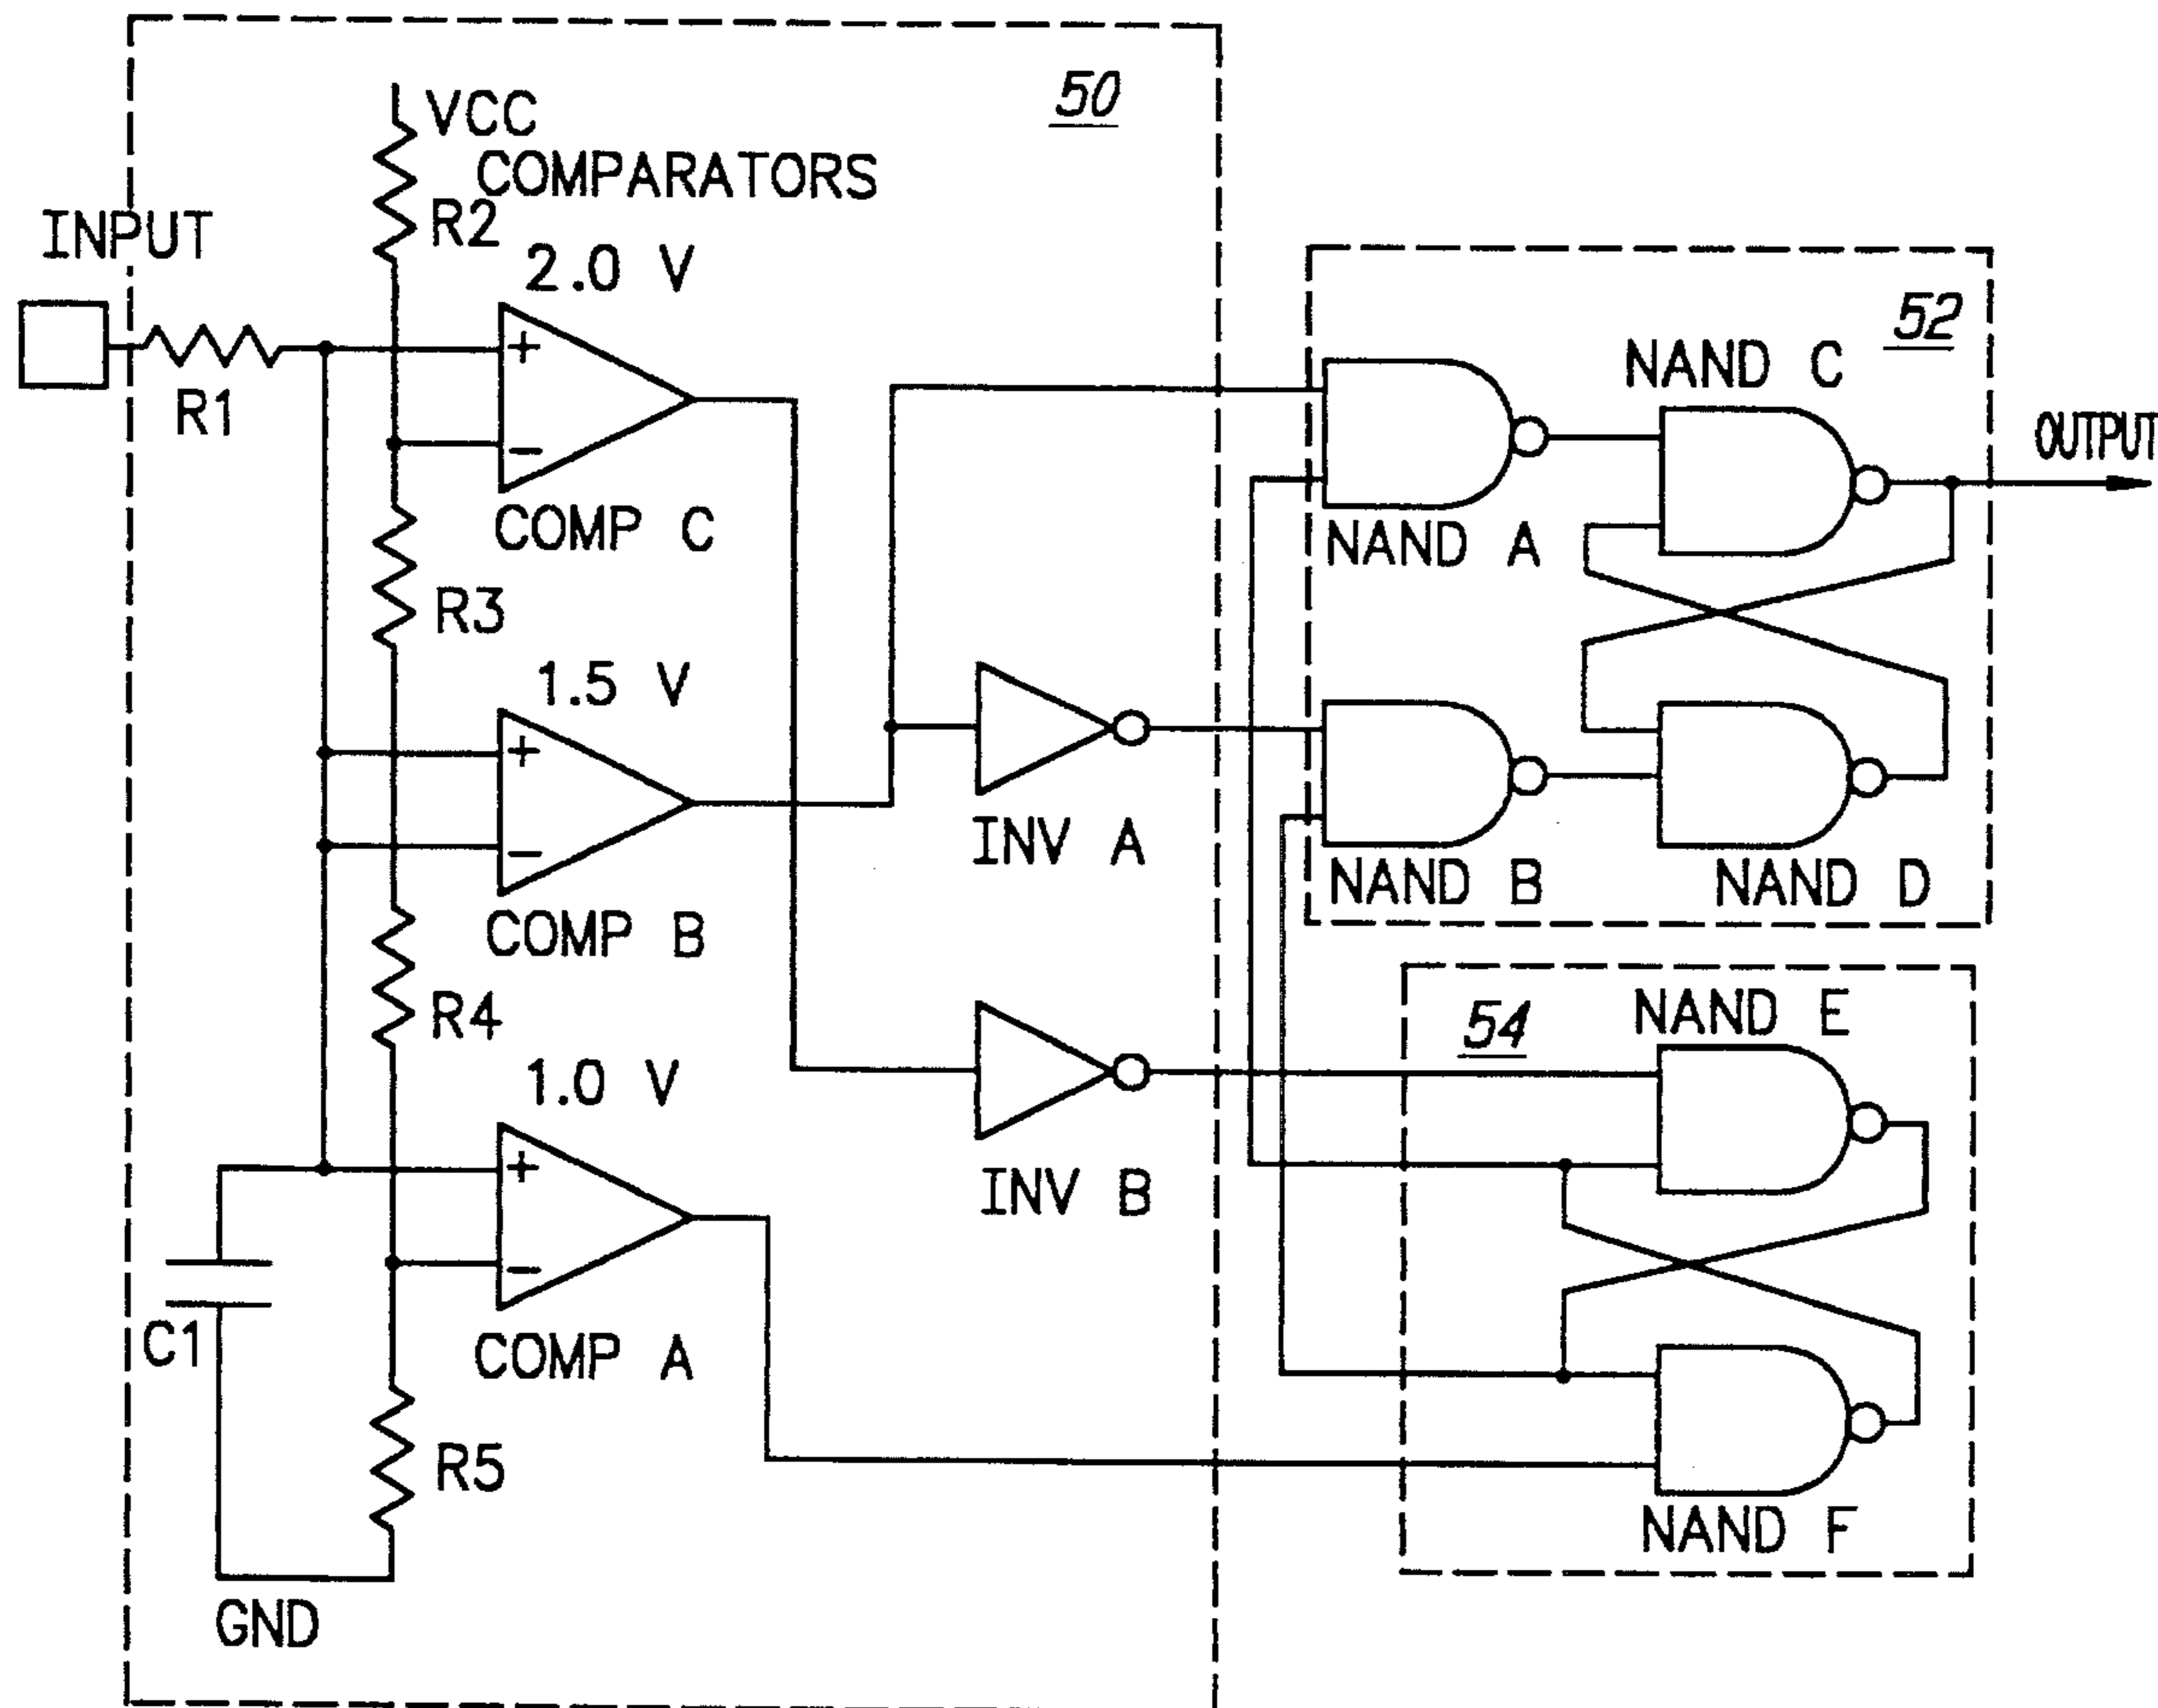 50
VCC
COMPARATORS
INPUT
R2
2.0 V
+
R1
−
COMP C
R3
1.5 V
+
−
COMP B
INV A
R4
1.0 V
+
−
COMP A
INV B
C1
R5
GND
52
NAND C
OUTPUT
NAND A
NAND B
NAND D
54
NAND E
NAND F